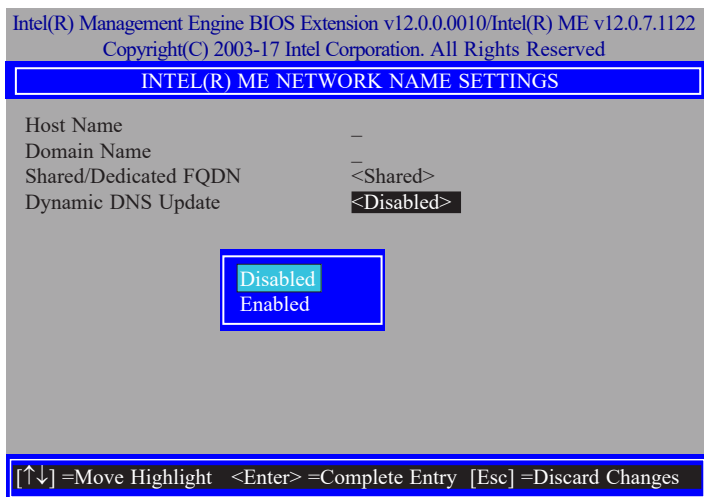 Intel(R) Management Engine BIOS Extension v12.0.0.0010/Intel(R) ME v12.0.7.1122
Copyright(C) 2003-17 Intel Corporation. All Rights Reserved
INTEL(R) ME NETWORK NAME SETTINGS
Host Name _
Domain Name _
Shared/Dedicated FQDN <Shared>
Dynamic DNS Update <Disabled>
Disabled
Enabled
[↑↓] =Move Highlight <Enter> =Complete Entry [Esc] =Discard Changes